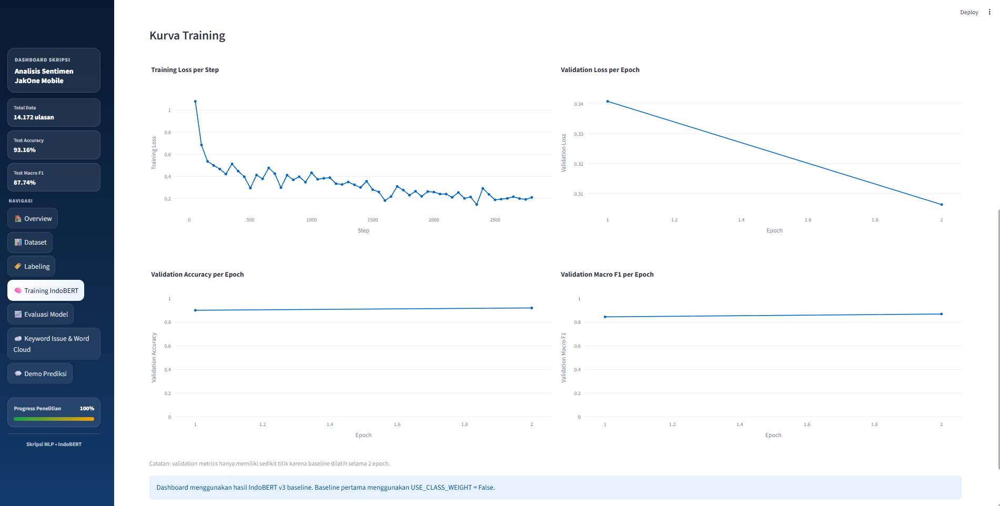 Deploy
DASHBOARD SKRIPSI
Analisis Sentimen
JakOne Mobile
Total Data
14.172 ulasan
Test Accuracy
93.16%
Test Macro F1
87.74%
NAVIGASI
Overview
Dataset
Labeling
Training IndoBERT
Evaluasi Model
Keyword Issue & Word
Cloud
Demo Prediksi
Progress Penelitian 100%
Skripsi NLP • IndoBERT
Kurva Training
Training Loss per Step
1
0.8
0.6
0.4
0.2
Training Loss
0 500 1000 1500 2000 2500
Step
Validation Loss per Epoch
0.34
0.33
0.32
0.31
Validation Loss
1 1.2 1.4 1.6 1.8 2
Epoch
Validation Accuracy per Epoch
1
0.8
0.6
0.4
0.2
0
Validation Accuracy
1 1.2 1.4 1.6 1.8 2
Epoch
Validation Macro F1 per Epoch
1
0.8
0.6
0.4
0.2
0
Validation Macro F1
1 1.2 1.4 1.6 1.8 2
Epoch
Catatan: validation metrics hanya memiliki sedikit titik karena baseline dilatih selama 2 epoch.
Dashboard menggunakan hasil IndoBERT v3 baseline. Baseline pertama menggunakan USE_CLASS_WEIGHT = False.